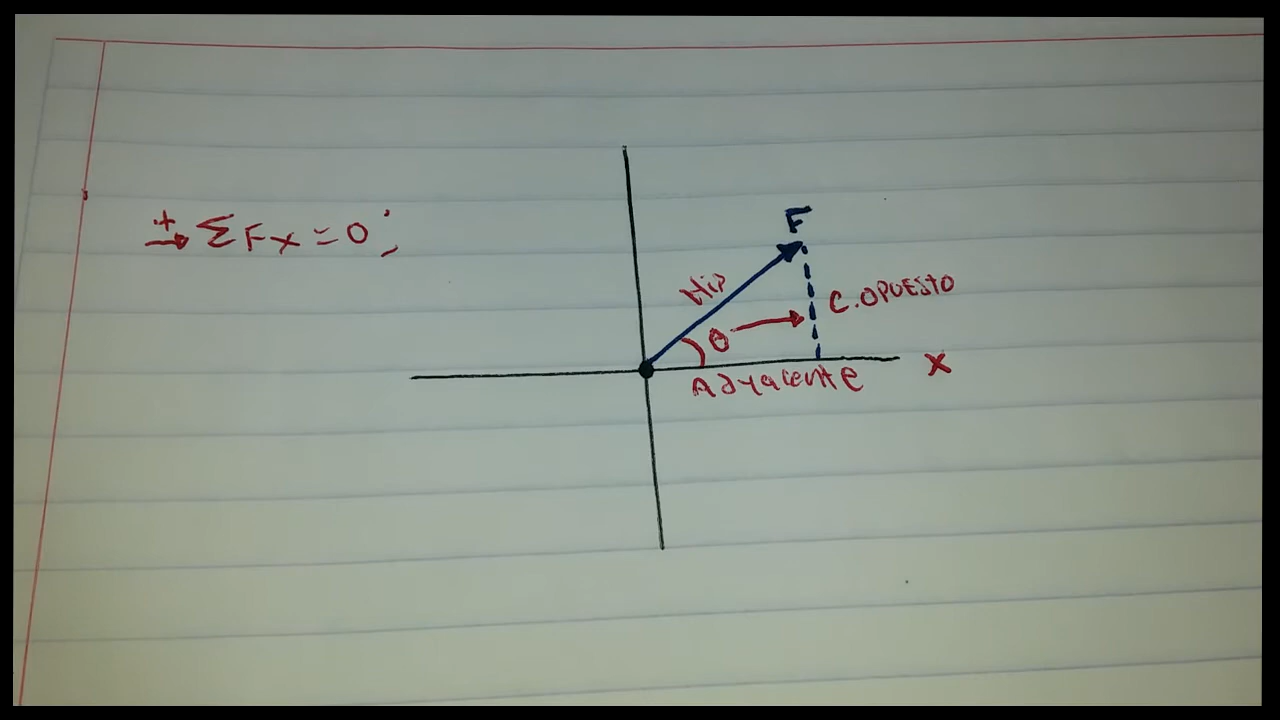 F
+→ ΣFx=0;
Hip
C.OPUESTO
θ
X
Adyacente